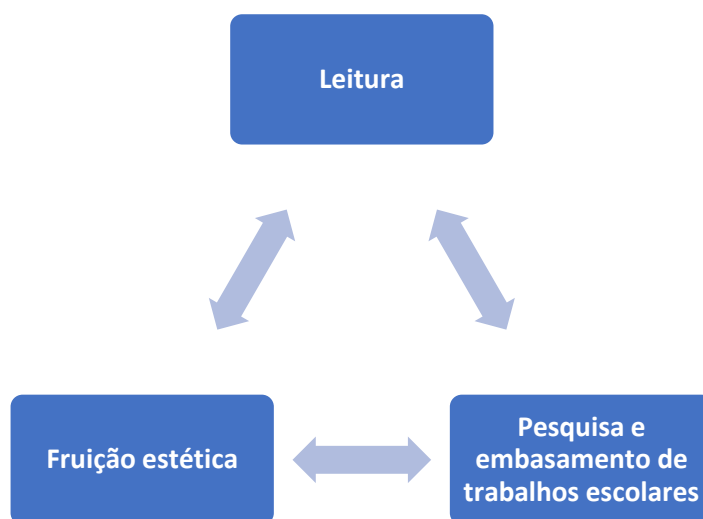 Leitura
Fruição estética
Pesquisa e
embasamento de
trabalhos escolares